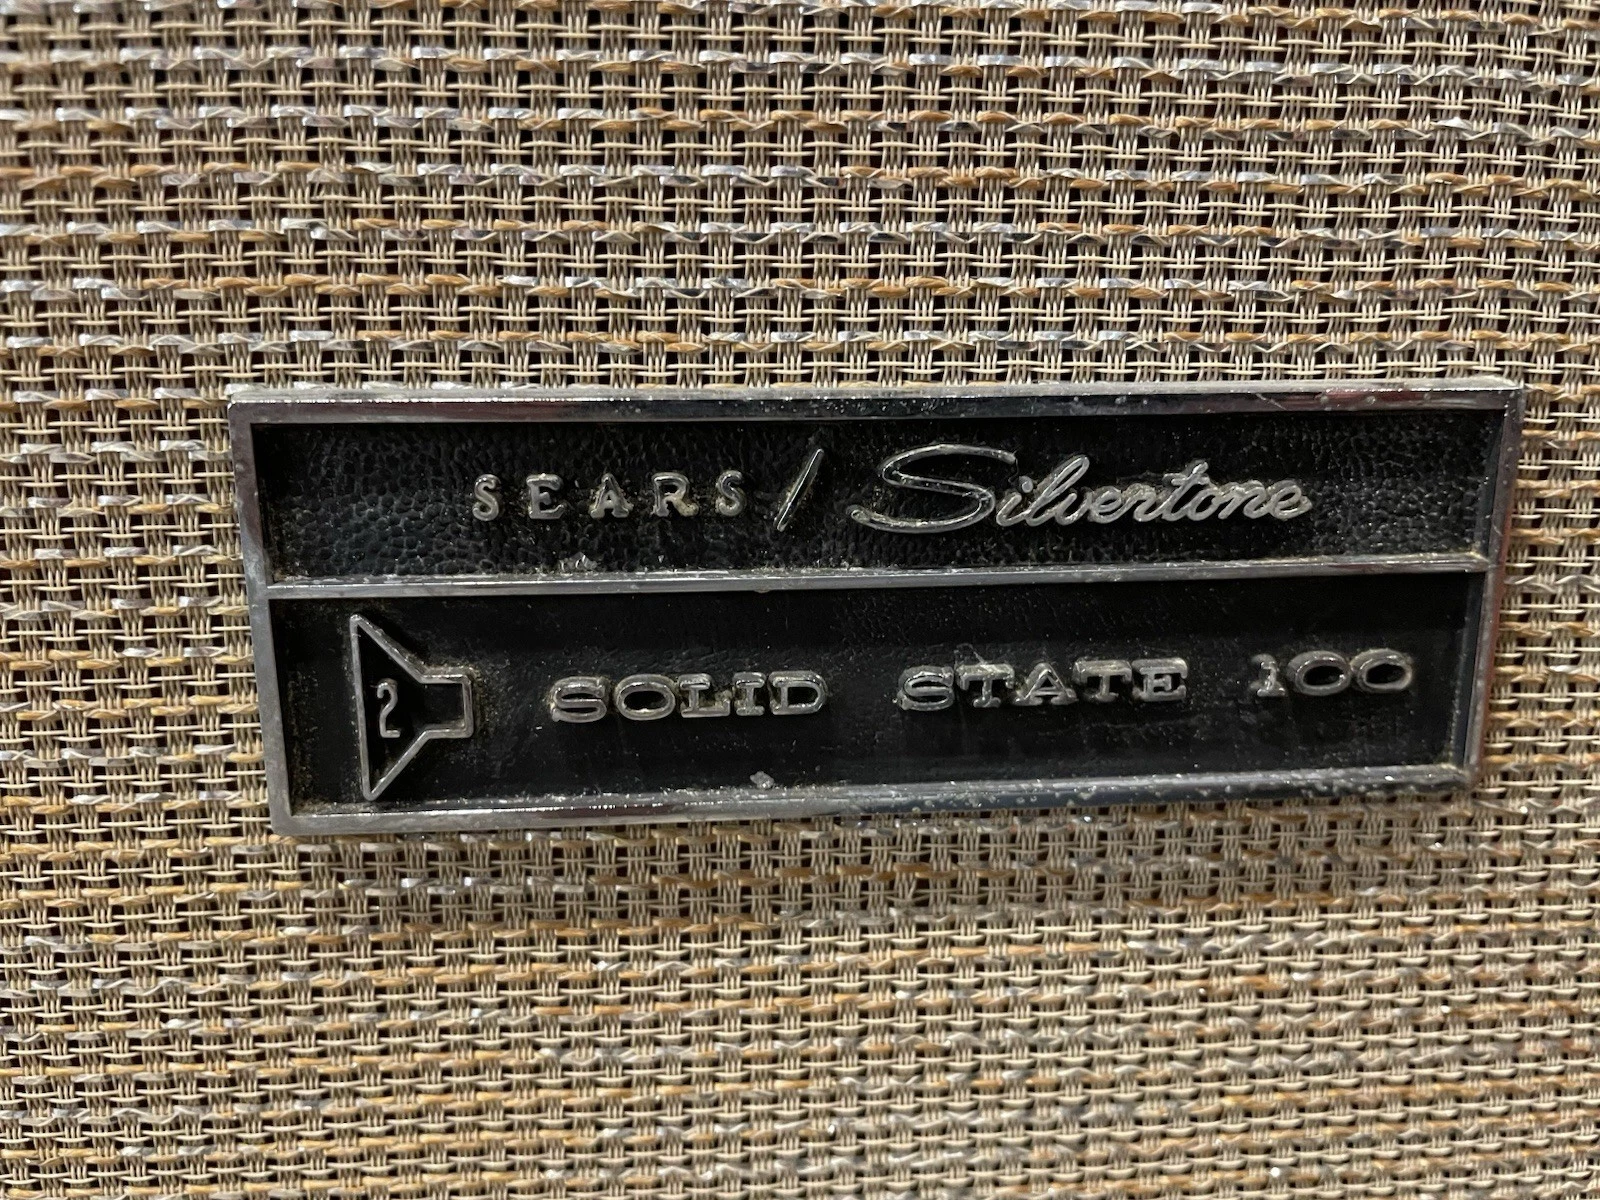 SEARS / Silvertone
2 SOLID STATE 100